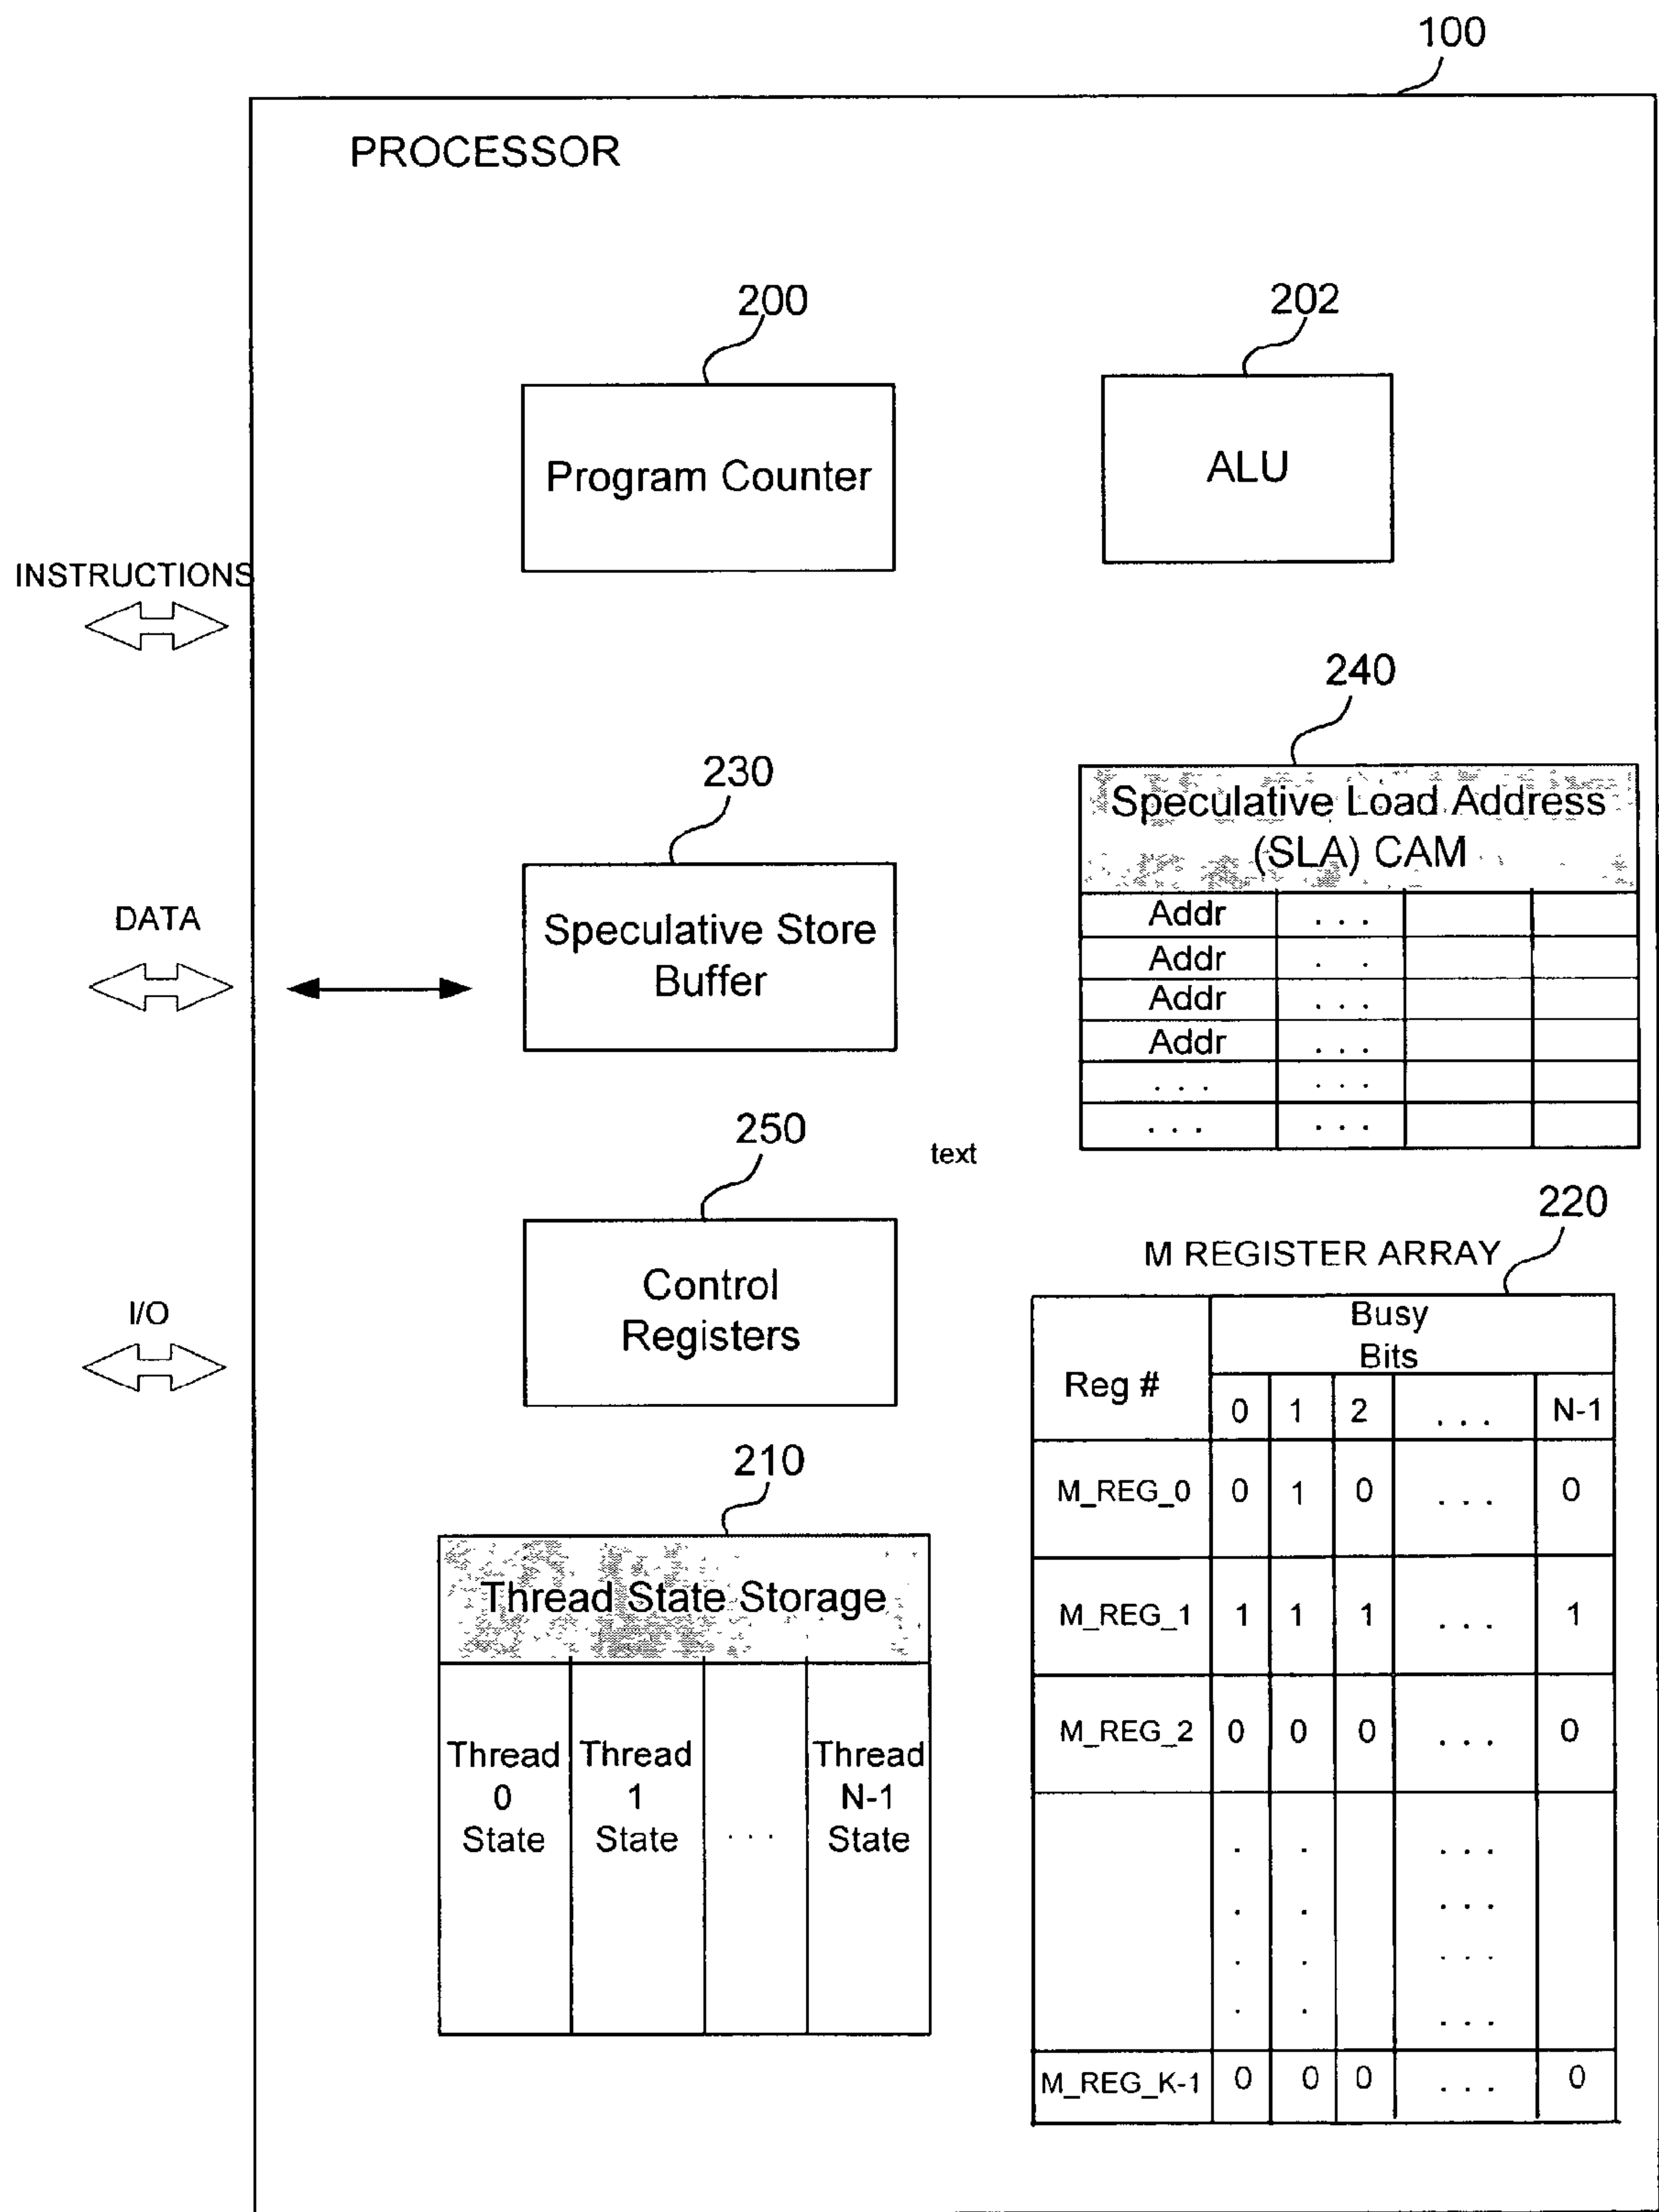 100
PROCESSOR
200
202
Program Counter
ALU
INSTRUCTIONS
240
230
Speculative Load Address
(SLA) CAM
DATA
Speculative Store
Buffer
Addr . . .
Addr . .
Addr . . .
Addr . . .
. . . . . .
. . . . . .
250
text
220
M REGISTER ARRAY
I/O
Control
Registers
Busy
Bits
Reg #
0 1 2 . . . N-1
210
M_REG_0 0 1 0 . . . 0
Thread State Storage
M_REG_1 1 1 1 . . . 1
M_REG_2 0 0 0 . . . 0
Thread Thread Thread
0 1 N-1
State State . . . State
. . . . .
. . . . .
. . . . .
. . . . .
M_REG_K-1 0 0 0 . . . 0